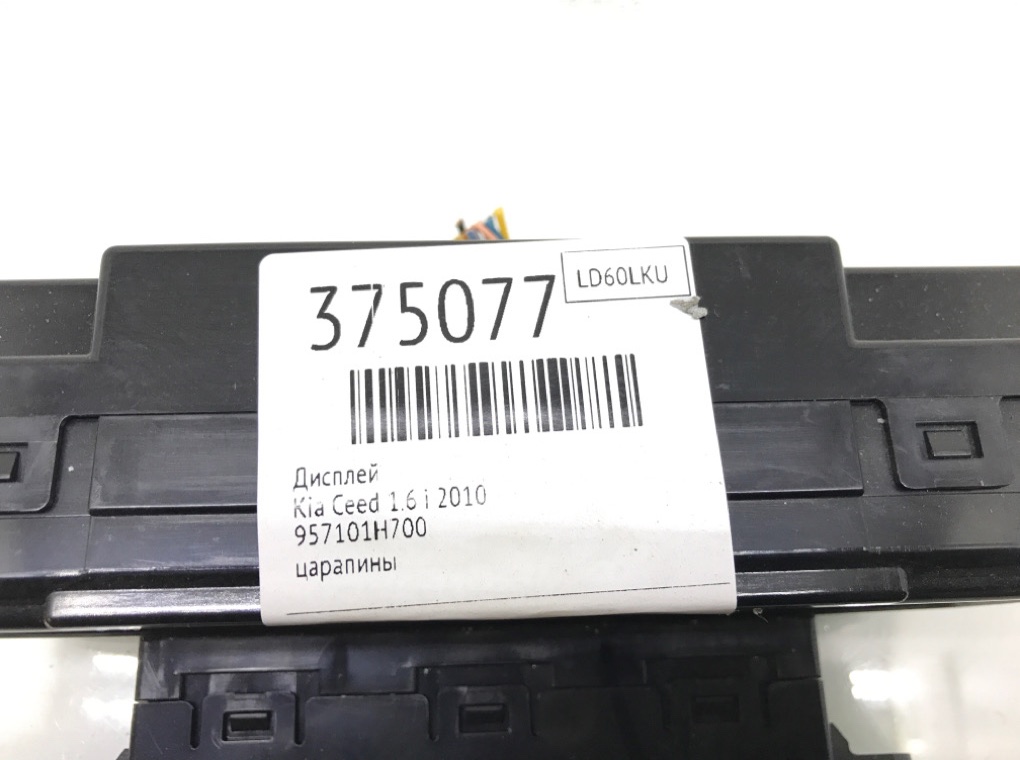 375077
LD60LKU
Дисплей
Kia Ceed 1.6 i 2010
957101H700
царапины